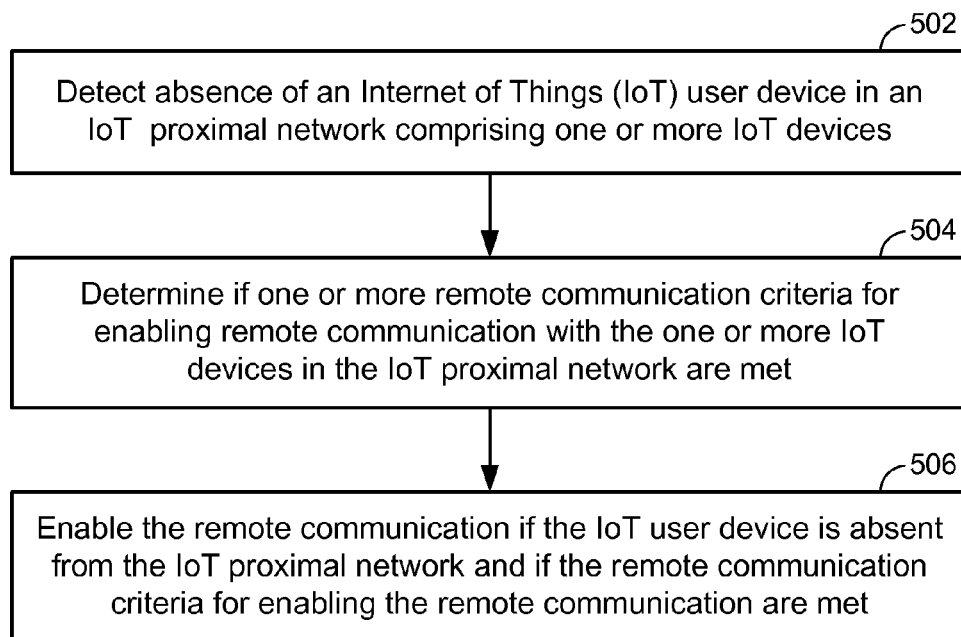 502
Detect absence of an Internet of Things (IoT) user device in an
IoT proximal network comprising one or more IoT devices
504
Determine if one or more remote communication criteria for
enabling remote communication with the one or more IoT
devices in the IoT proximal network are met
506
Enable the remote communication if the IoT user device is absent
from the IoT proximal network and if the remote communication
criteria for enabling the remote communication are met